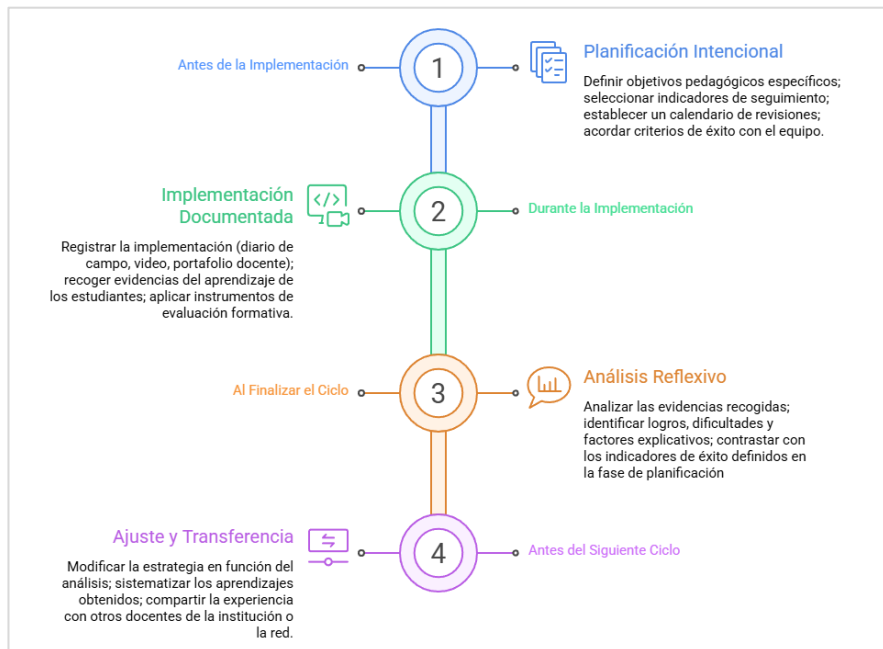 Antes de la Implementación
1
Planificación Intencional
Definir objetivos pedagógicos específicos;
seleccionar indicadores de seguimiento;
establecer un calendario de revisiones;
acordar criterios de éxito con el equipo.
Implementación
Documentada
</>
Registrar la implementación (diario de
campo, video, portafolio docente);
recoger evidencias del aprendizaje de
los estudiantes; aplicar instrumentos de
evaluación formativa.
2
Durante la Implementación
Al Finalizar el Ciclo
3
Análisis Reflexivo
Analizar las evidencias recogidas;
identificar logros, dificultades y
factores explicativos; contrastar con
los indicadores de éxito definidos en
la fase de planificación
Ajuste y Transferencia
Modificar la estrategia en función del
análisis; sistematizar los aprendizajes
obtenidos; compartir la experiencia
con otros docentes de la institución o
la red.
4
Antes del Siguiente Ciclo